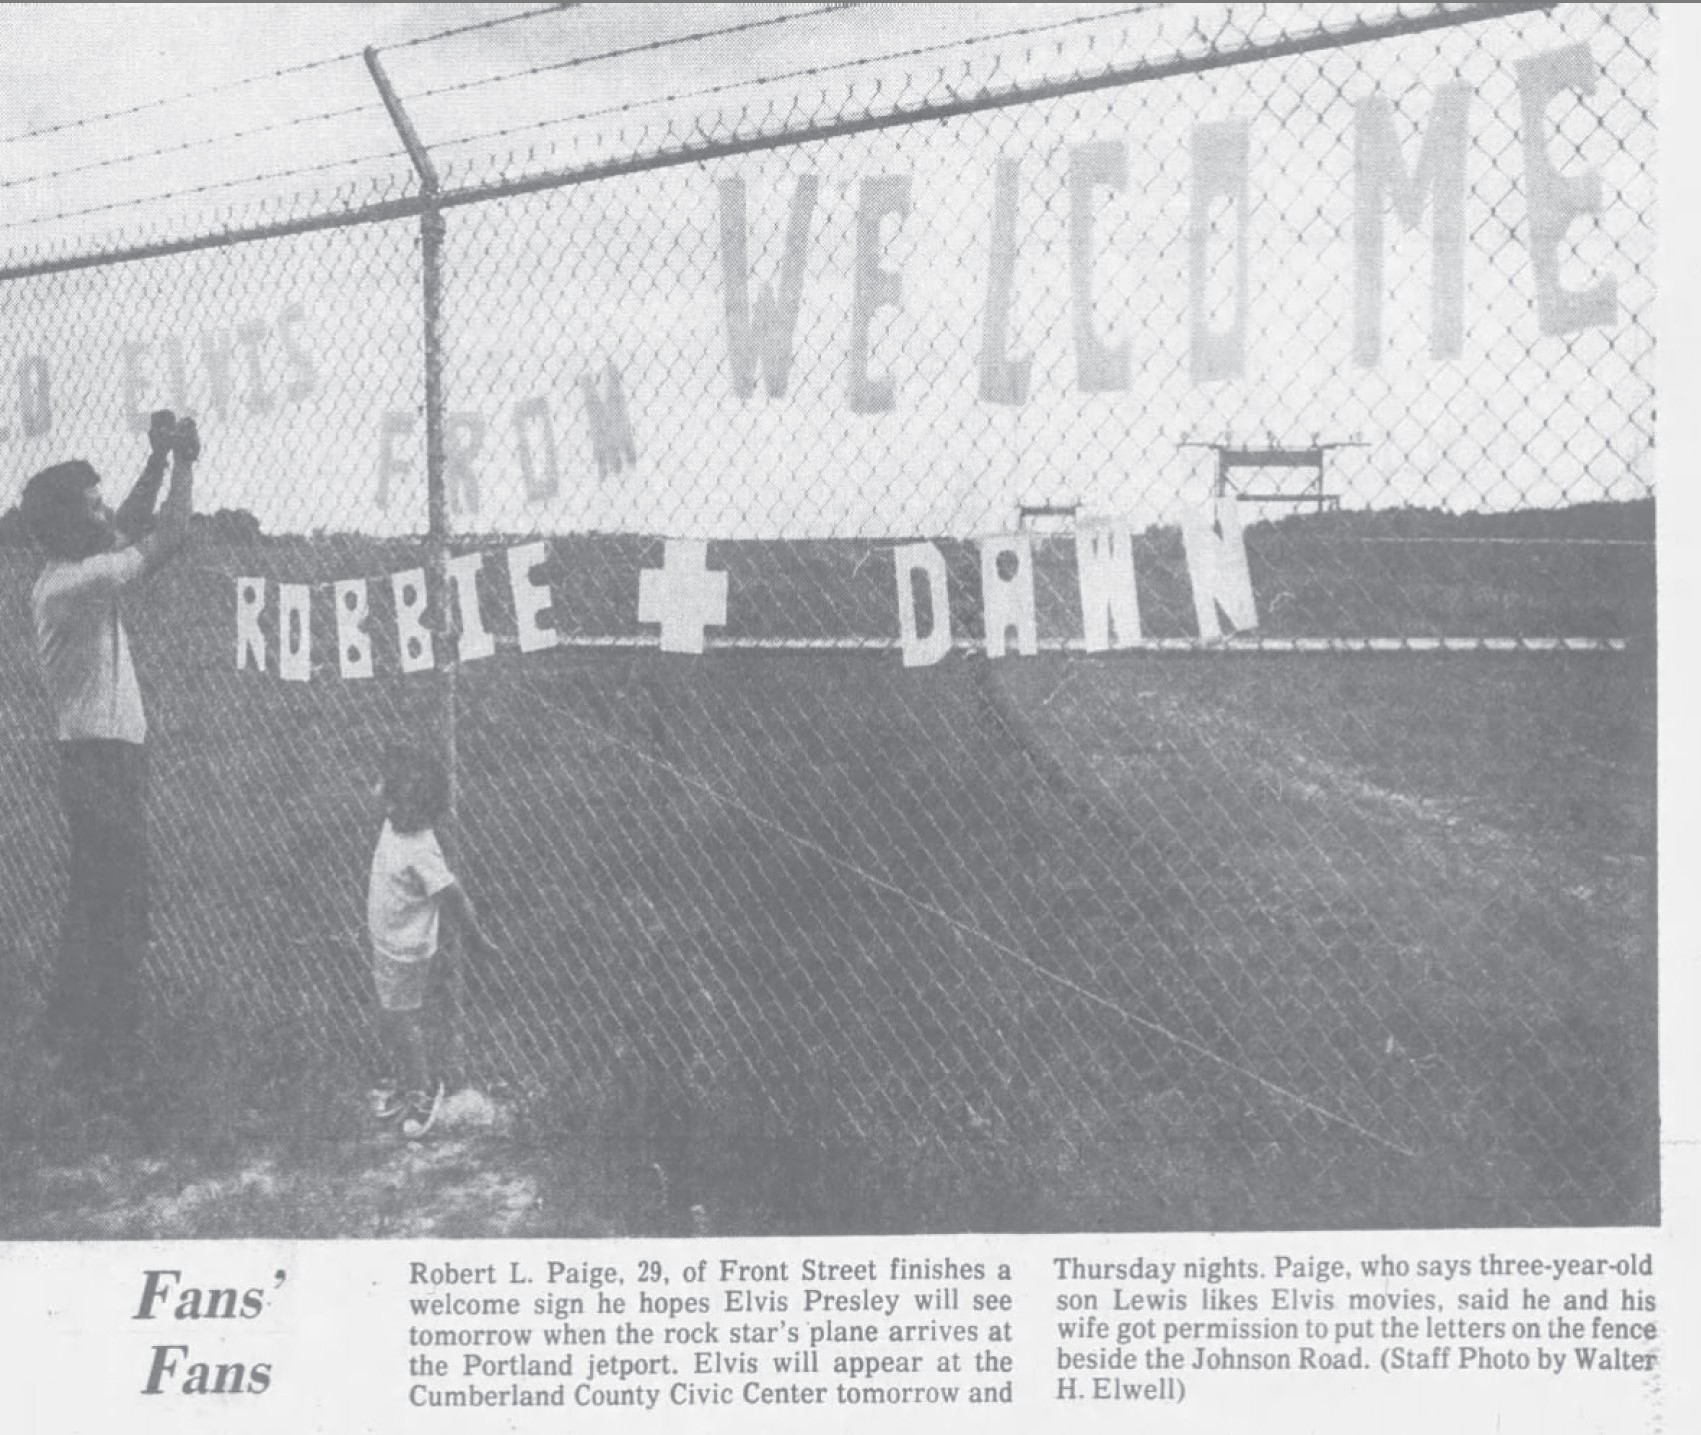 WELCOME
ELVIS
FROM
ROBBIE + DAWN
Fans'
Fans
Robert L. Paige, 29, of Front Street finishes a
welcome sign he hopes Elvis Presley will see
tomorrow when the rock star's plane arrives at
the Portland jetport. Elvis will appear at the
Cumberland County Civic Center tomorrow and
Thursday nights. Paige, who says three-year-old
son Lewis likes Elvis movies, said he and his
wife got permission to put the letters on the fence
beside the Johnson Road. (Staff Photo by Walter
H. Elwell)